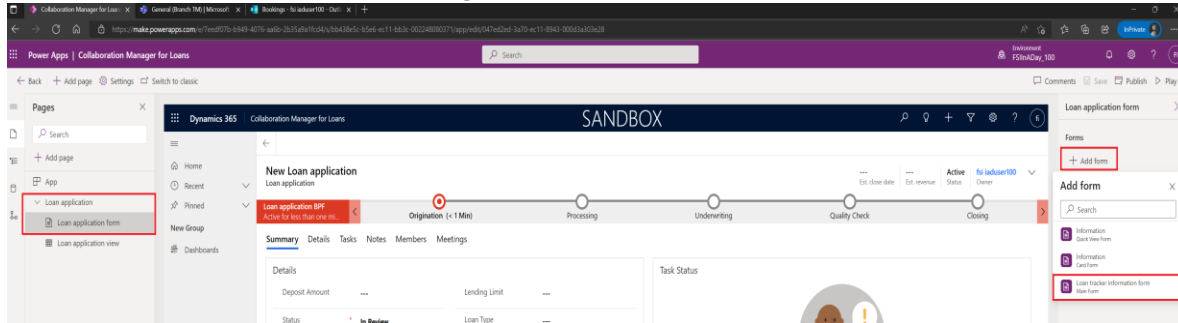 Collaboration Manager for Loans
General (Branch TM) | Microsoft
Bookings - fsi iaduser100 - Outl
https://make.powerapps.com/e/7eedf07b-b949-4076-aa6b-2b35a9a1fcd4/s/bb438e5c-b5e6-ec11-bb3c-002248080371/app/edit/047ed2ed-3a70-ec11-8943-000d3a303e28
InPrivate
Power Apps | Collaboration Manager for Loans
Search
Environment
FSIInADay_100
Back
Add page
Settings
Switch to classic
Comments
Save
Publish
Play
Pages
Search
Add page
App
Loan application
Loan application form
Loan application view
Dynamics 365
Collaboration Manager for Loans
SANDBOX
Home
Recent
Pinned
New Group
Dashboards
New Loan application
Loan application
---
Est. close date
---
Est. revenue
Active
Status
fsi iaduser100
Owner
Loan application BPF
Active for less than one mi...
Origination (< 1 Min)
Processing
Underwriting
Quality Check
Closing
Summary
Details
Tasks
Notes
Members
Meetings
Details
Deposit Amount
---
Lending Limit
---
Status
*
In Review
Loan Type
---
Task Status
Loan application form
Forms
Add form
Add form
Search
Information
Quick View Form
Information
Card Form
Loan tracker information form
Main Form